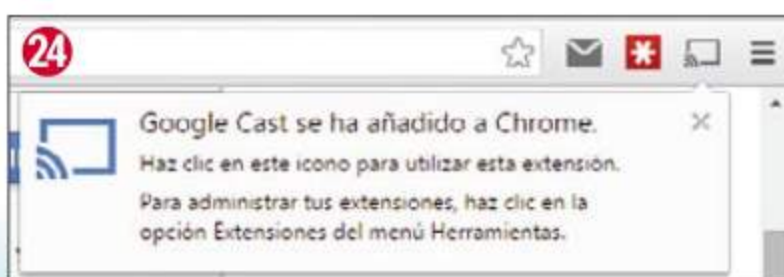 24
Google Cast se ha añadido a Chrome.
Haz clic en este icono para utilizar esta extensión.
Para administrar tus extensiones, haz clic en la
opción Extensiones del menú Herramientas.